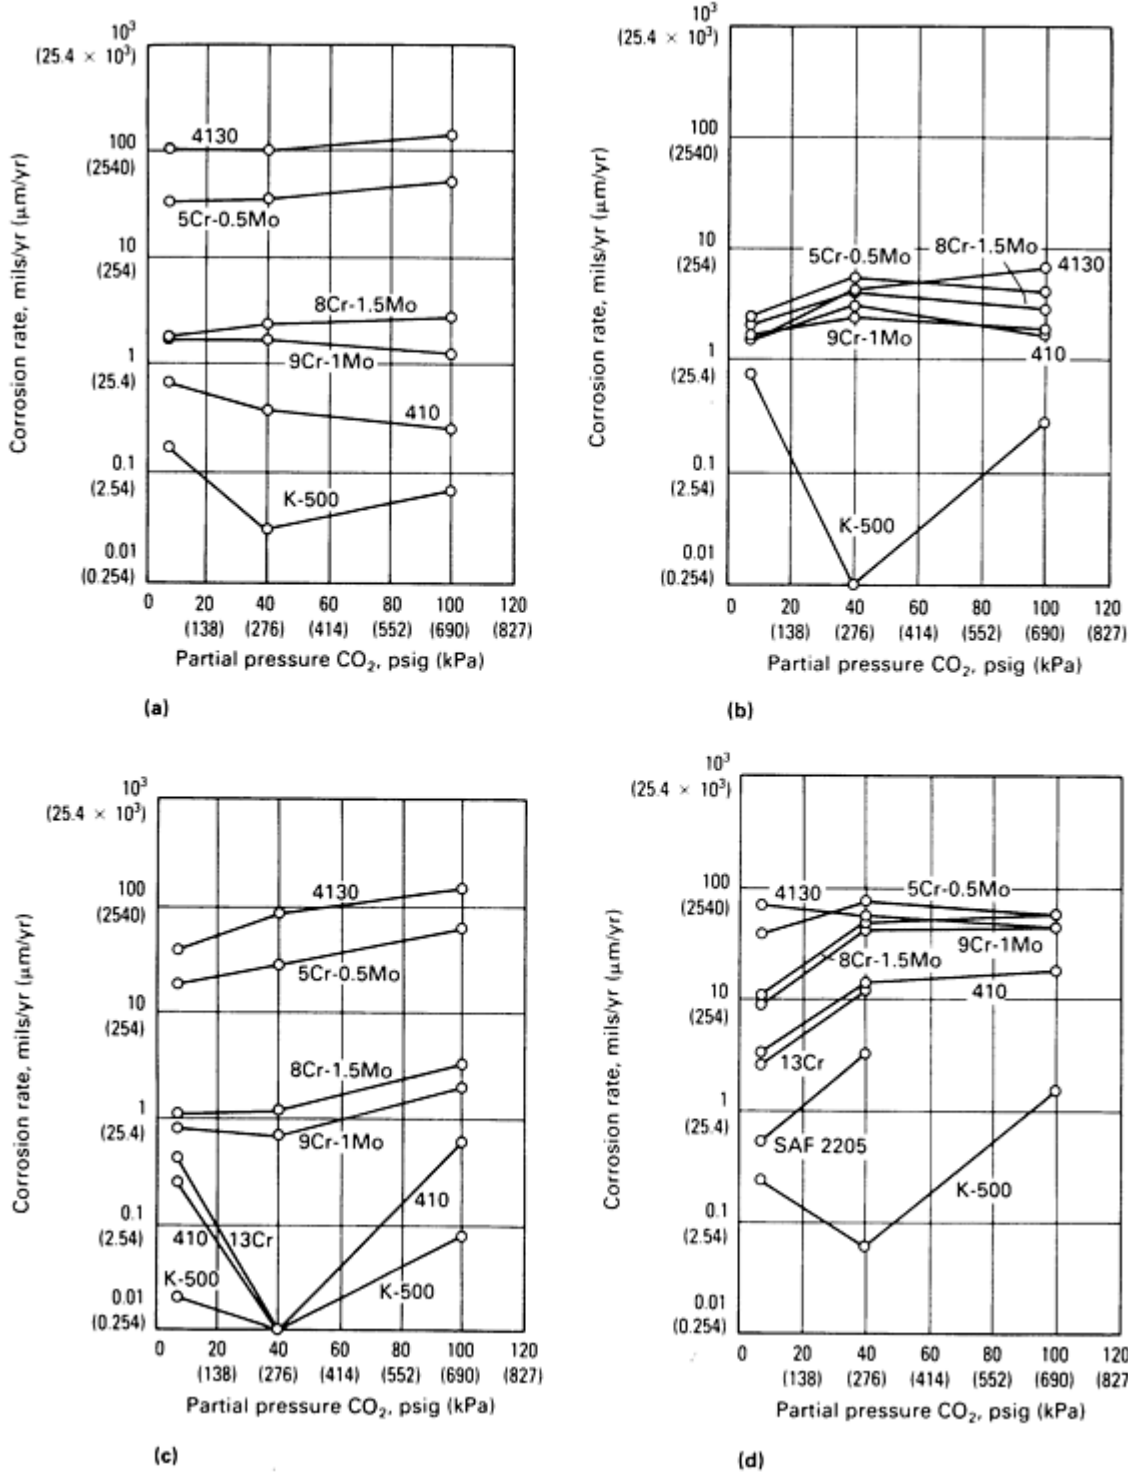 10³
(25.4 × 10³)
100
(2540)
10
(254)
1
(25.4)
0.1
(2.54)
0.01
(0.254)
Corrosion rate, mils/yr (μm/yr)
4130
5Cr-0.5Mo
8Cr-1.5Mo
9Cr-1Mo
410
K-500
0 20 40 60 80 100 120
(138) (276) (414) (552) (690) (827)
Partial pressure CO₂, psig (kPa)
(a)
10³
(25.4 × 10³)
100
(2540)
10
(254)
1
(25.4)
0.1
(2.54)
0.01
(0.254)
Corrosion rate, mils/yr (μm/yr)
5Cr-0.5Mo
8Cr-1.5Mo
4130
9Cr-1Mo
410
K-500
0 20 40 60 80 100 120
(138) (276) (414) (552) (690) (827)
Partial pressure CO₂, psig (kPa)
(b)
10³
(25.4 × 10³)
100
(2540)
10
(254)
1
(25.4)
0.1
(2.54)
0.01
(0.254)
Corrosion rate, mils/yr (μm/yr)
4130
5Cr-0.5Mo
8Cr-1.5Mo
9Cr-1Mo
410
410
13Cr
K-500
K-500
0 20 40 60 80 100 120
(138) (276) (414) (552) (690) (827)
Partial pressure CO₂, psig (kPa)
(c)
10³
(25.4 × 10³)
100
(2540)
10
(254)
1
(25.4)
0.1
(2.54)
0.01
(0.254)
Corrosion rate, mils/yr (μm/yr)
4130
5Cr-0.5Mo
9Cr-1Mo
8Cr-1.5Mo
410
13Cr
SAF 2205
K-500
0 20 40 60 80 100 120
(138) (276) (414) (552) (690) (827)
Partial pressure CO₂, psig (kPa)
(d)